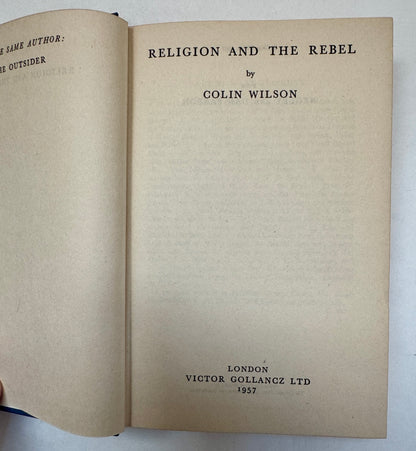 E SAME AUTHOR:
E OUTSIDER
RELIGION AND THE REBEL
by
COLIN WILSON
LONDON
VICTOR GOLLANCZ LTD
1957